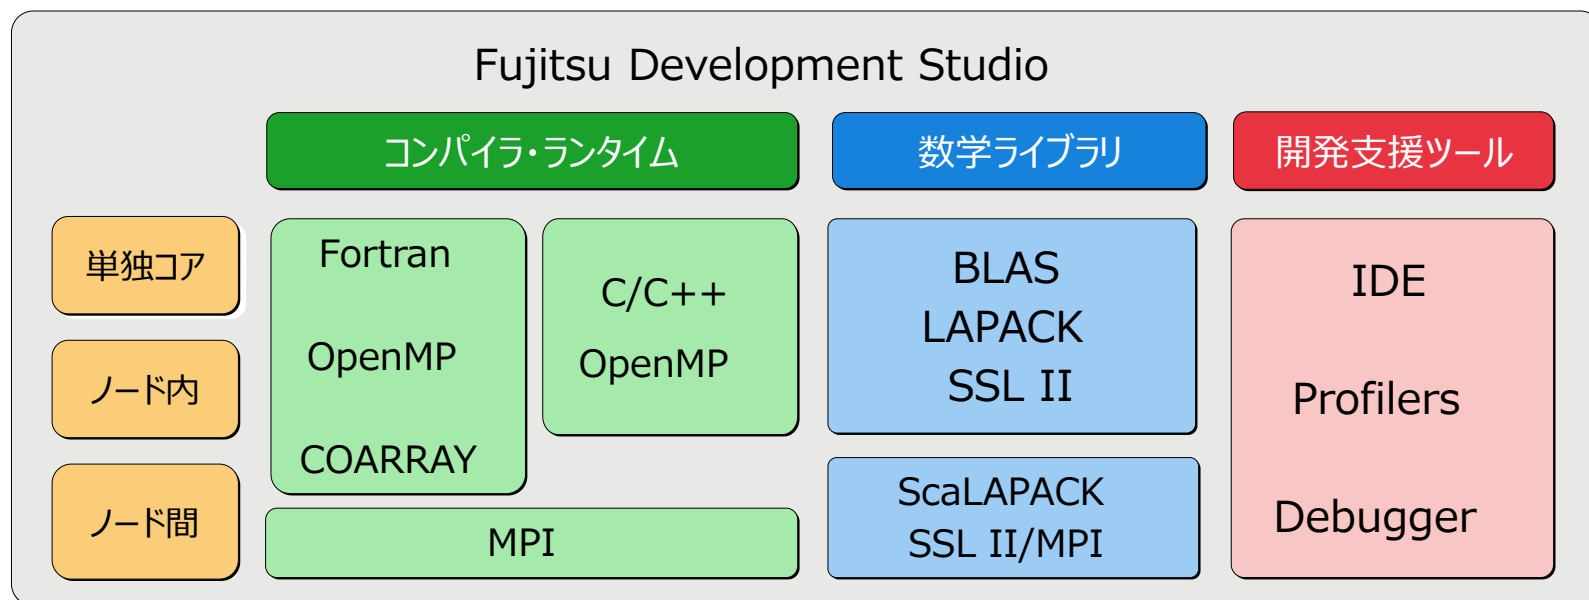 Fujitsu Development Studio
コンパイラ・ランタイム
数学ライブラリ
開発支援ツール
単独コア
ノード内
ノード間
Fortran
OpenMP
COARRAY
C/C++
OpenMP
MPI
BLAS
LAPACK
SSL II
ScaLAPACK
SSL II/MPI
IDE
Profilers
Debugger